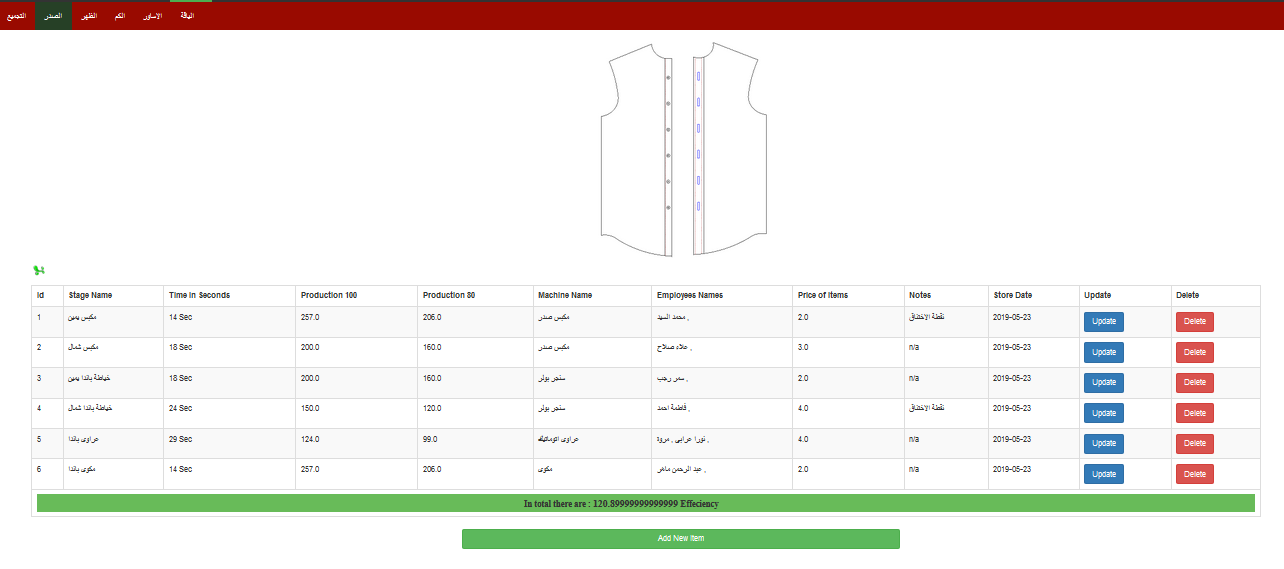 التجميع الصدر الظهر الكم الاساور الياقة
Id Stage Name Time in Seconds Production 100 Production 80 Machine Name Employees Names Price of Items Notes Store Date Update Delete
1 مكبس يمين 14 Sec 257.0 206.0 مكبس صدر محمد السيد , 2.0 نقطة الاختناق 2019-05-23 Update Delete
2 مكبس شمال 18 Sec 200.0 160.0 مكبس صدر علاء صلاح , 3.0 n/a 2019-05-23 Update Delete
3 خياطة باندا يمين 18 Sec 200.0 160.0 سنجر بولر سمر رجب , 2.0 n/a 2019-05-23 Update Delete
4 خياطة باندا شمال 24 Sec 150.0 120.0 سنجر بولر فاطمة احمد , 4.0 نقطة الاختناق 2019-05-23 Update Delete
5 عراوى باندا 29 Sec 124.0 99.0 عراوى اتوماتيك نورا عرابى , مروة , 4.0 n/a 2019-05-23 Update Delete
6 مكوى باندا 14 Sec 257.0 206.0 مكوى عبد الرحمن ماهر , 2.0 n/a 2019-05-23 Update Delete
In total there are : 120.89999999999999 Effeciency
Add New Item